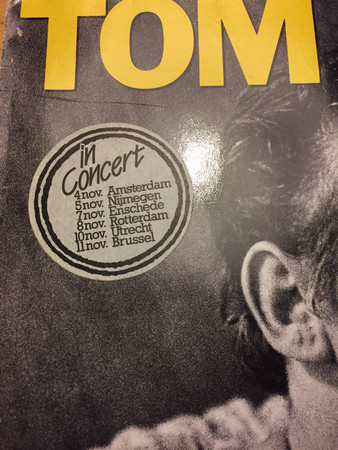 TOM
in
Concert
4 nov. Amsterdam
5 nov. Nijmegen
7 nov. Enschede
8 nov. Rotterdam
10 nov. Utrecht
11 nov. Brussel